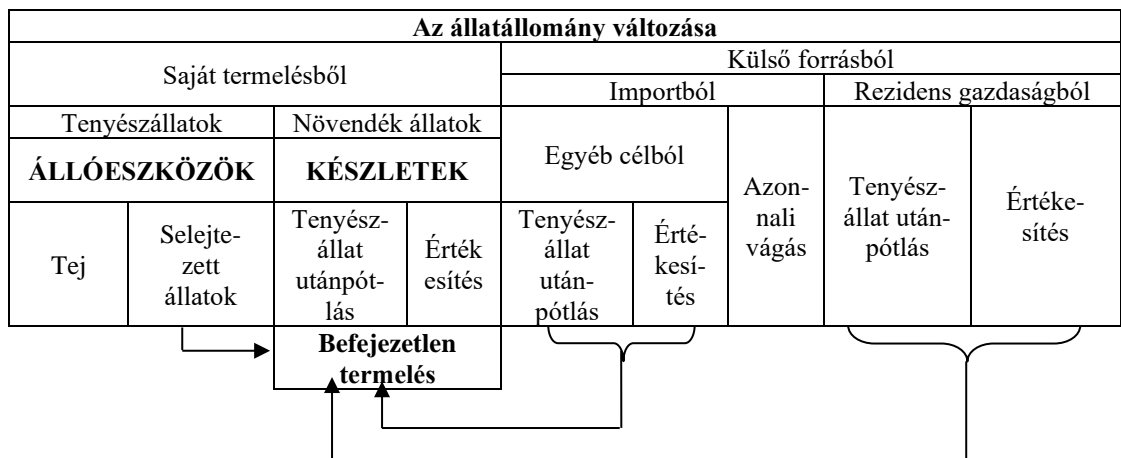 Az állatállomány változása
Saját termelésből
Külső forrásból
Importból
Rezidens gazdaságból
Tenyészállatok
Növendék állatok
ÁLLÓESZKÖZÖK
KÉSZLETEK
Egyéb célból
Azon-
nali
vágás
Tenyész-
állat után-
pótlás
Értéke-
sítés
Tej
Selejte-
zett
állatok
Tenyész-
állat
utánpót-
lás
Érték
esítés
Tenyész-
állat
után-
pótlás
Érté-
kesí-
tés
Befejezetlen
termelés